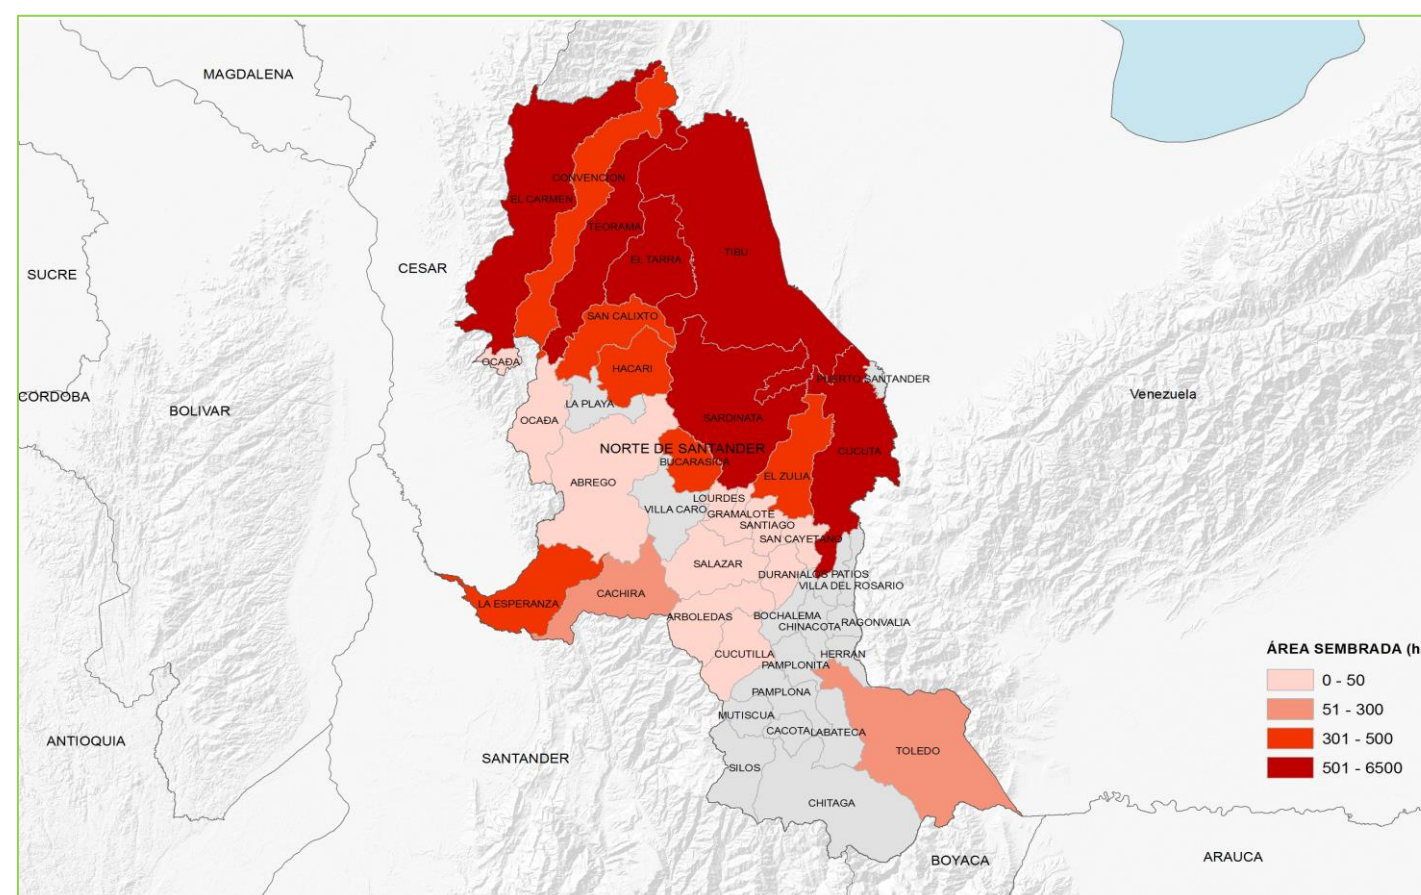 MAGDALENA
CONVENCION
EL CARMEN
TEORAMA
TIBU
EL TARRA
CESAR
SUCRE
SAN CALIXTO
OCAÐA
HACARI
PUERTO SANTANDER
CORDOBA
BOLIVAR
LA PLAYA
Venezuela
OCAÐA
SARDINATA
NORTE DE SANTANDER
CUCUTA
BUCARASICA
EL ZULIA
ABREGO
LOURDES
VILLA CARO
GRAMALOTE
SANTIAGO
SAN CAYETANO
SALAZAR
DURANIA
LOS PATIOS
VILLA DEL ROSARIO
CACHIRA
LA ESPERANZA
ARBOLEDAS
BOCHALEMA
CHINACOTA
RAGONVALIA
CUCUTILLA
HERRAN
PAMPLONITA
PAMPLONA
MUTISCUA
CACOTA
LABATECA
TOLEDO
ANTIOQUIA
SANTANDER
SILOS
CHITAGA
BOYACA
ARAUCA
ÁREA SEMBRADA (h
0 - 50
51 - 300
301 - 500
501 - 6500